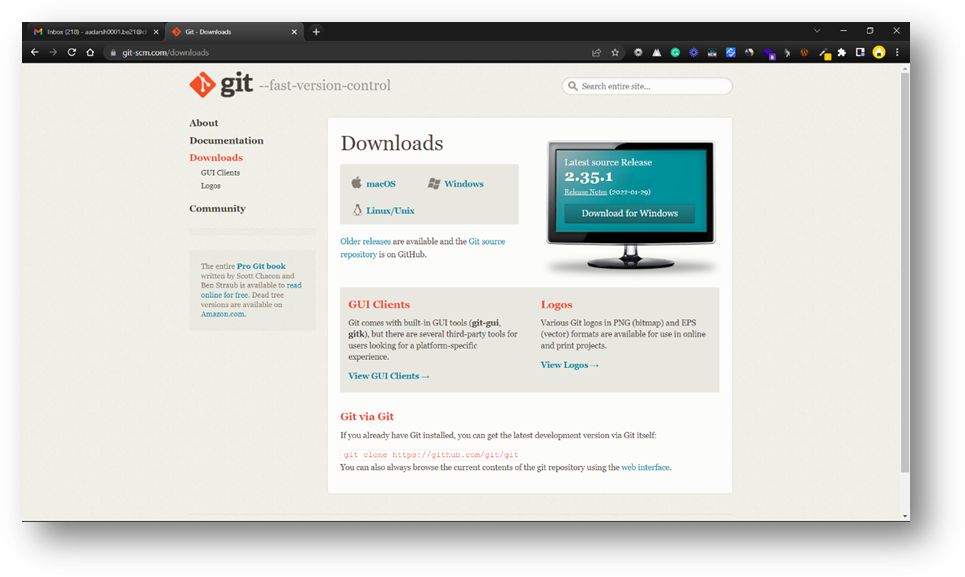 Inbox (218) - aadarsh0001.be21@c
Git - Downloads
git-scm.com/downloads
git --fast-version-control
Search entire site...
About
Documentation
Downloads
GUI Clients
Logos
Community
The entire Pro Git book
written by Scott Chacon and
Ben Straub is available to read
online for free. Dead tree
versions are available on
Amazon.com.
Downloads
macOS
Windows
Linux/Unix
Older releases are available and the Git source
repository is on GitHub.
Latest source Release
2.35.1
Release Notes (2022-01-29)
Download for Windows
GUI Clients
Git comes with built-in GUI tools (git-gui,
gitk), but there are several third-party tools for
users looking for a platform-specific
experience.
View GUI Clients →
Logos
Various Git logos in PNG (bitmap) and EPS
(vector) formats are available for use in online
and print projects.
View Logos →
Git via Git
If you already have Git installed, you can get the latest development version via Git itself:
git clone https://github.com/git/git
You can also always browse the current contents of the git repository using the web interface.